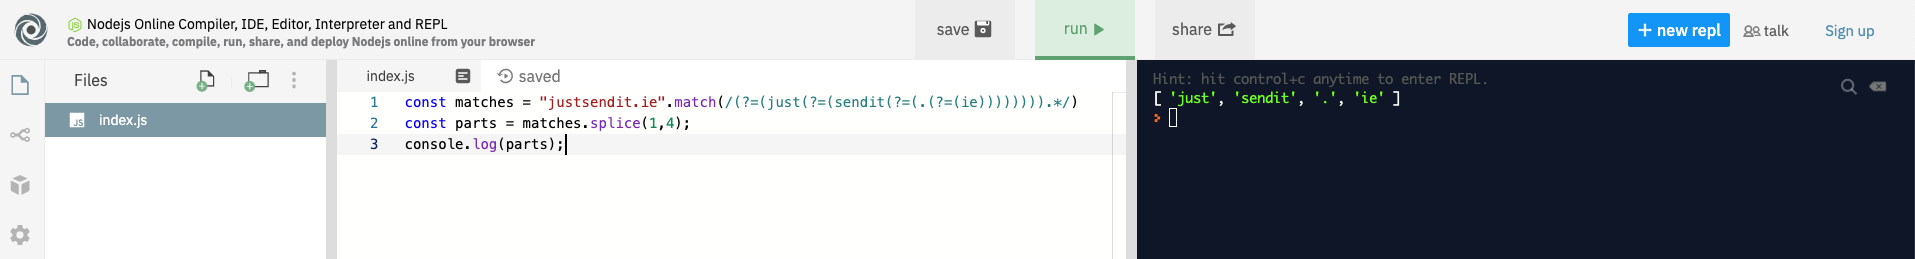 Nodejs Online Compiler, IDE, Editor, Interpreter and REPL
Code, collaborate, compile, run, share, and deploy Nodejs online from your browser
save
run
share
+ new repl
talk
Sign up
Files
index.js
index.js
saved
1 const matches = "justsendit.ie".match(/(?=(just(?=(sendit(?=(.(?=(ie)))))))).*/)
2 const parts = matches.splice(1,4);
3 console.log(parts);
Hint: hit control+c anytime to enter REPL.
[ 'just', 'sendit', '.', 'ie' ]